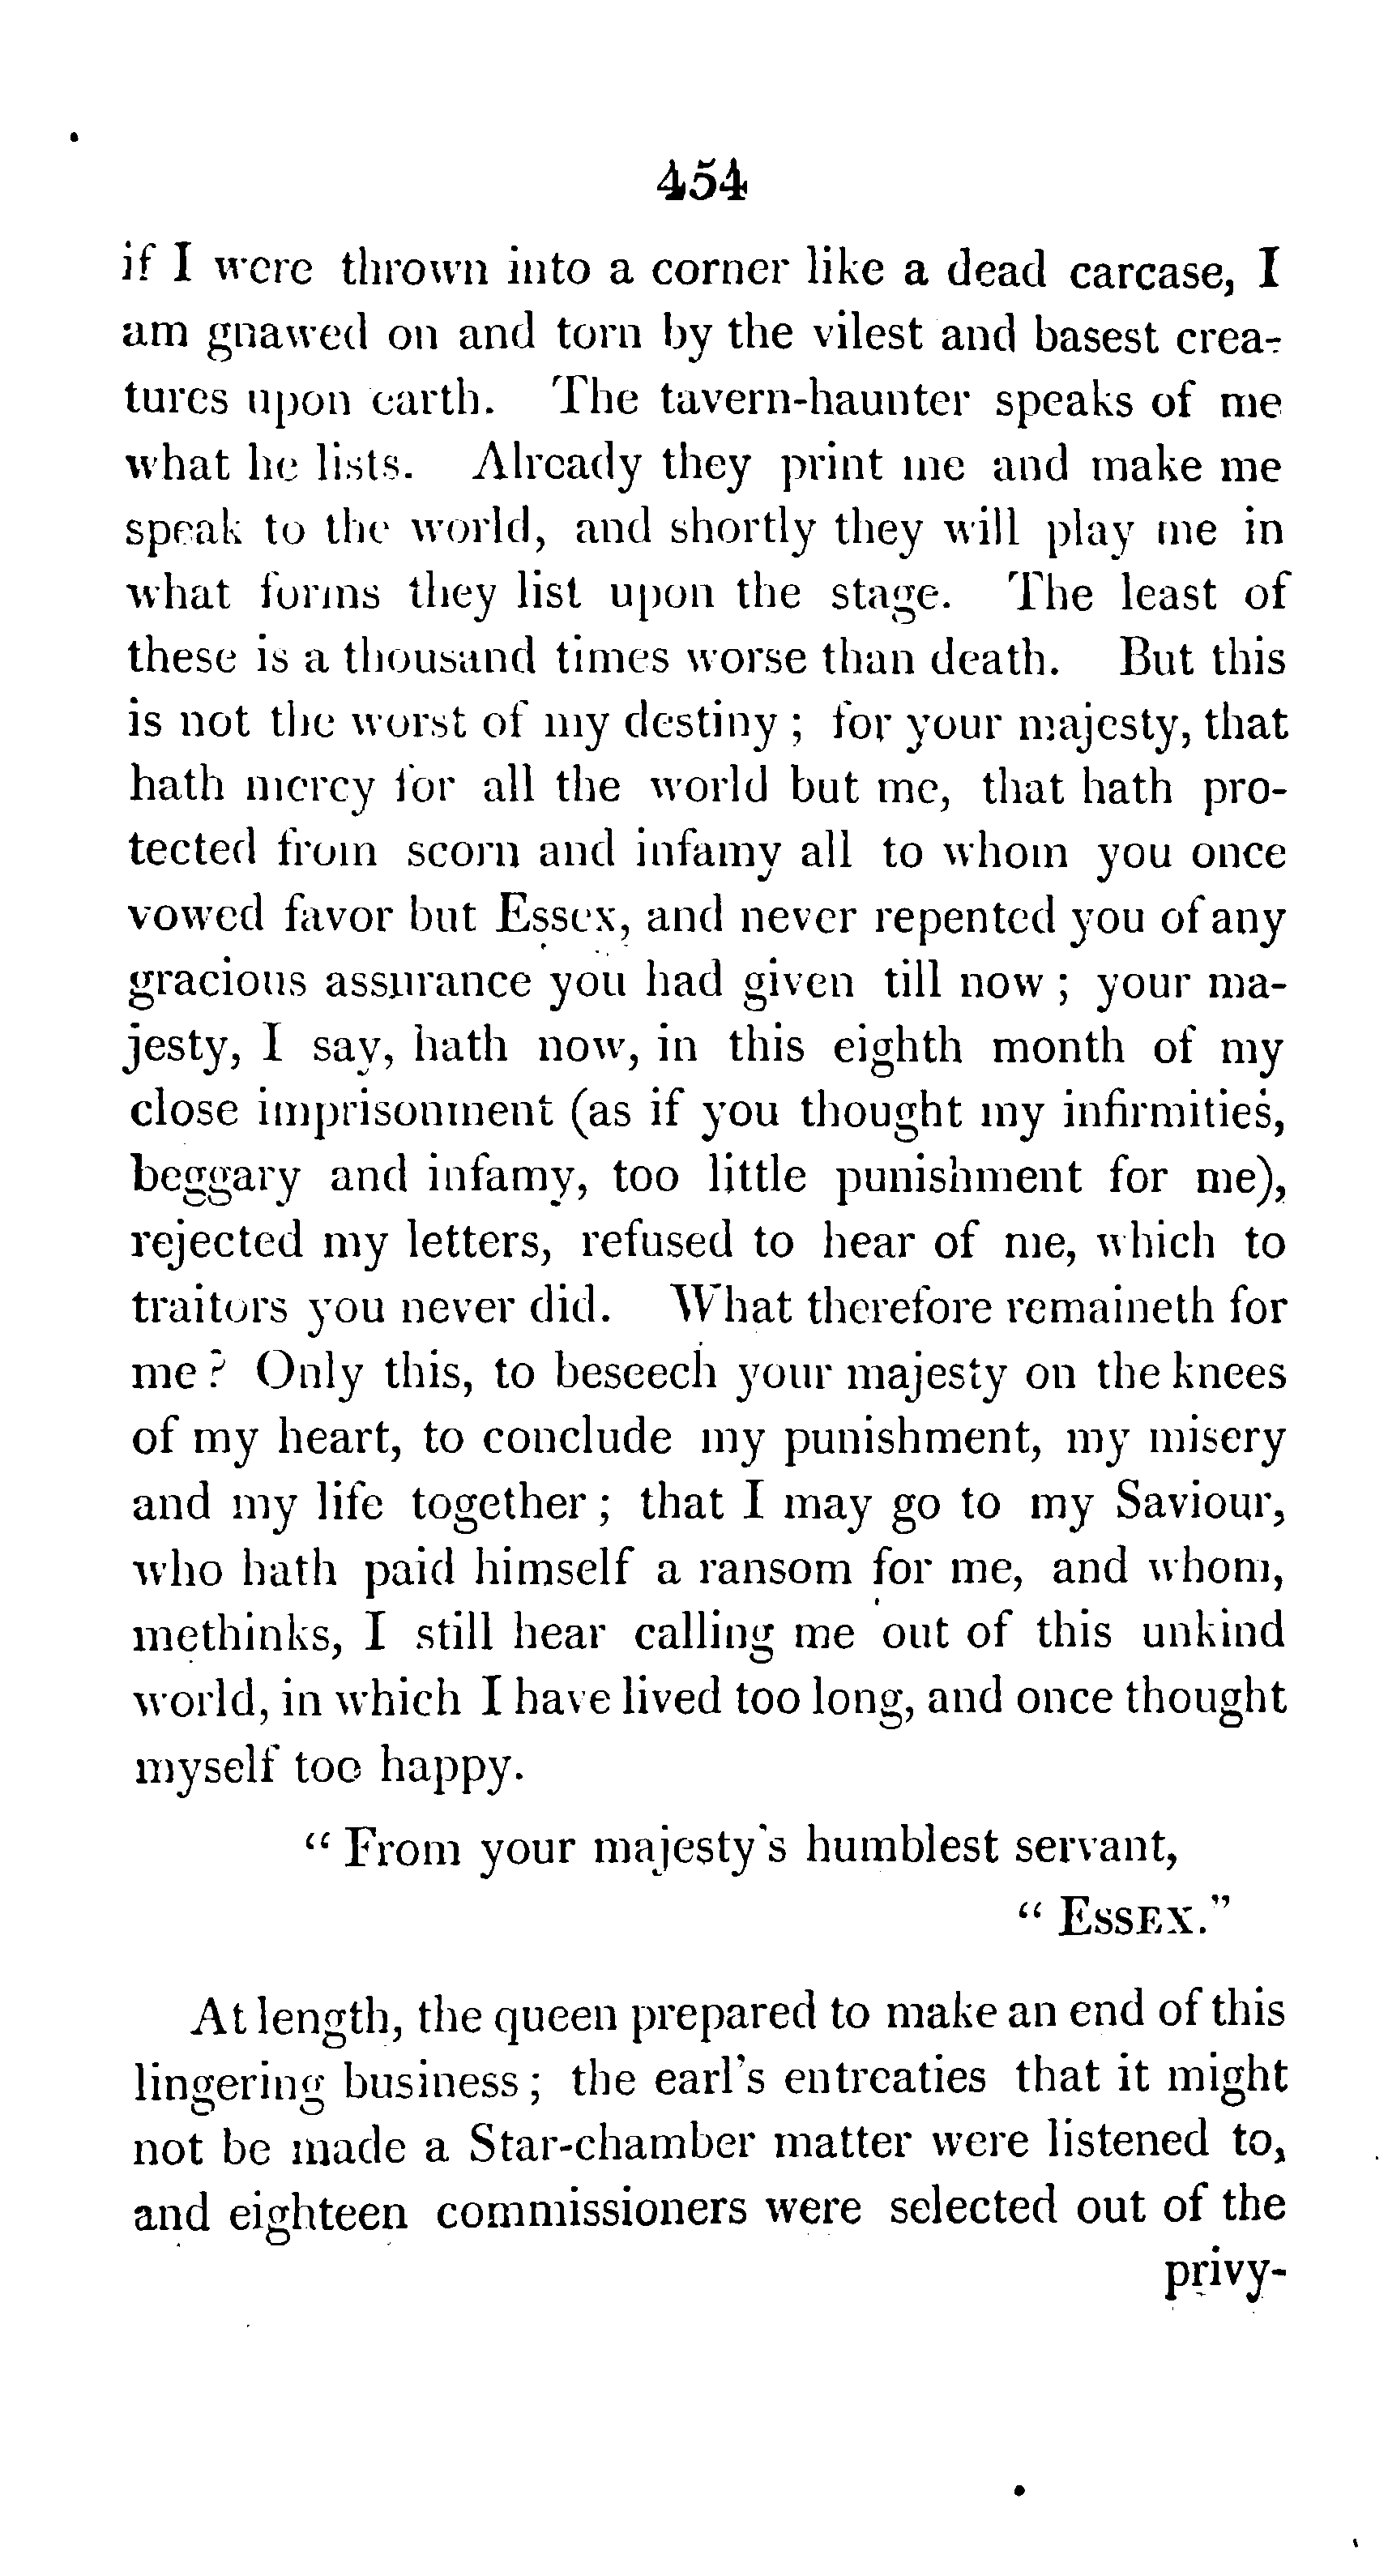 454
if I were thrown into a corner like a dead carcase, I
am gnawed on and torn by the vilest and basest crea-
tures upon earth. The tavern-haunter speaks of me
what he lists. Already they print me and make me
speak to the world, and shortly they will play me in
what forms they list upon the stage. The least of
these is a thousand times worse than death. But this
is not the worst of my destiny ; for your majesty, that
hath mercy for all the world but me, that hath pro-
tected from scorn and infamy all to whom you once
vowed favor but Essex, and never repented you of any
gracious assurance you had given till now ; your ma-
jesty, I say, hath now, in this eighth month of my
close imprisonment (as if you thought my infirmities,
beggary and infamy, too little punishment for me),
rejected my letters, refused to hear of me, which to
traitors you never did. What therefore remaineth for
me ? Only this, to beseech your majesty on the knees
of my heart, to conclude my punishment, my misery
and my life together ; that I may go to my Saviour,
who hath paid himself a ransom for me, and whom,
methinks, I still hear calling me out of this unkind
world, in which I have lived too long, and once thought
myself too happy.
“ From your majesty's humblest servant,
“ ESSEX.”
At length, the queen prepared to make an end of this
lingering business ; the earl's entreaties that it might
not be made a Star-chamber matter were listened to,
and eighteen commissioners were selected out of the
privy-